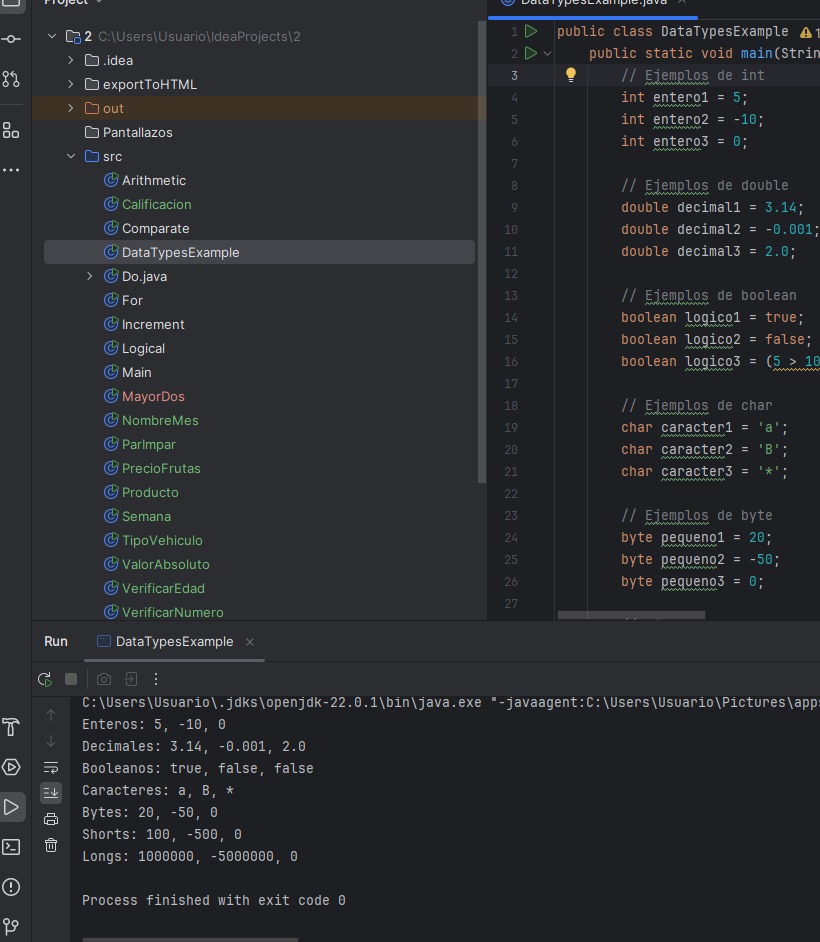 Project
2 C:\Users\Usuario\IdeaProjects\2
.idea
exportToHTML
out
Pantallazos
src
Arithmetic
Calificacion
Comparate
DataTypesExample
Do.java
For
Increment
Logical
Main
MayorDos
NombreMes
ParImpar
PrecioFrutas
Producto
Semana
TipoVehiculo
ValorAbsoluto
VerificarEdad
VerificarNumero
DataTypesExample.java
1 public class DataTypesExample 1
2 public static void main(Strin
3 // Ejemplos de int
4 int entero1 = 5;
5 int entero2 = -10;
6 int entero3 = 0;
7
8 // Ejemplos de double
9 double decimal1 = 3.14;
10 double decimal2 = -0.001;
11 double decimal3 = 2.0;
12
13 // Ejemplos de boolean
14 boolean logico1 = true;
15 boolean logico2 = false;
16 boolean logico3 = (5 > 10
17
18 // Ejemplos de char
19 char caracter1 = 'a';
20 char caracter2 = 'B';
21 char caracter3 = '*';
22
23 // Ejemplos de byte
24 byte pequeno1 = 20;
25 byte pequeno2 = -50;
26 byte pequeno3 = 0;
27
Run DataTypesExample
C:\Users\Usuario\.jdks\openjdk-22.0.1\bin\java.exe "-javaagent:C:\Users\Usuario\Pictures\apps
Enteros: 5, -10, 0
Decimales: 3.14, -0.001, 2.0
Booleanos: true, false, false
Caracteres: a, B, *
Bytes: 20, -50, 0
Shorts: 100, -500, 0
Longs: 1000000, -5000000, 0
Process finished with exit code 0